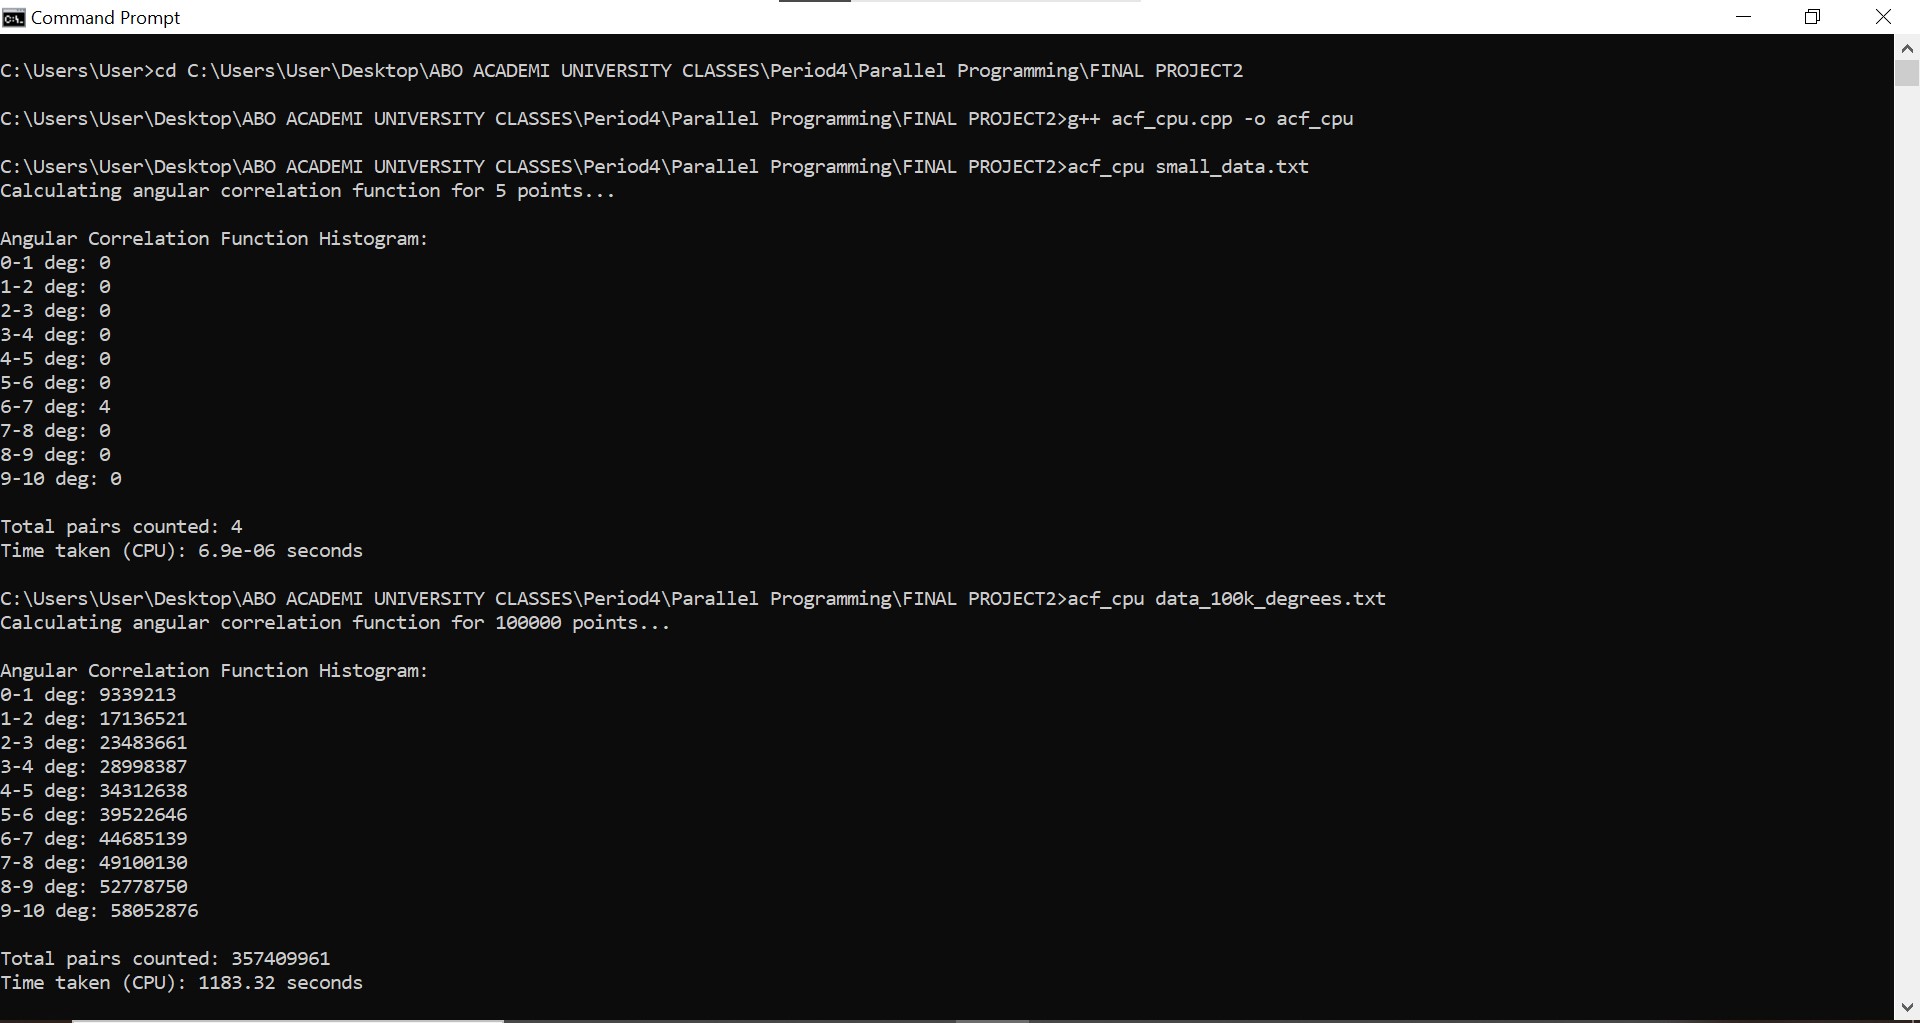 Command Prompt
C:\Users\User>cd C:\Users\User\Desktop\ABO ACADEMI UNIVERSITY CLASSES\Period4\Parallel Programming\FINAL PROJECT2
C:\Users\User\Desktop\ABO ACADEMI UNIVERSITY CLASSES\Period4\Parallel Programming\FINAL PROJECT2>g++ acf_cpu.cpp -o acf_cpu
C:\Users\User\Desktop\ABO ACADEMI UNIVERSITY CLASSES\Period4\Parallel Programming\FINAL PROJECT2>acf_cpu small_data.txt
Calculating angular correlation function for 5 points...
Angular Correlation Function Histogram:
0-1 deg: 0
1-2 deg: 0
2-3 deg: 0
3-4 deg: 0
4-5 deg: 0
5-6 deg: 0
6-7 deg: 4
7-8 deg: 0
8-9 deg: 0
9-10 deg: 0
Total pairs counted: 4
Time taken (CPU): 6.9e-06 seconds
C:\Users\User\Desktop\ABO ACADEMI UNIVERSITY CLASSES\Period4\Parallel Programming\FINAL PROJECT2>acf_cpu data_100k_degrees.txt
Calculating angular correlation function for 100000 points...
Angular Correlation Function Histogram:
0-1 deg: 9339213
1-2 deg: 17136521
2-3 deg: 23483661
3-4 deg: 28998387
4-5 deg: 34312638
5-6 deg: 39522646
6-7 deg: 44685139
7-8 deg: 49100130
8-9 deg: 52778750
9-10 deg: 58052876
Total pairs counted: 357409961
Time taken (CPU): 1183.32 seconds